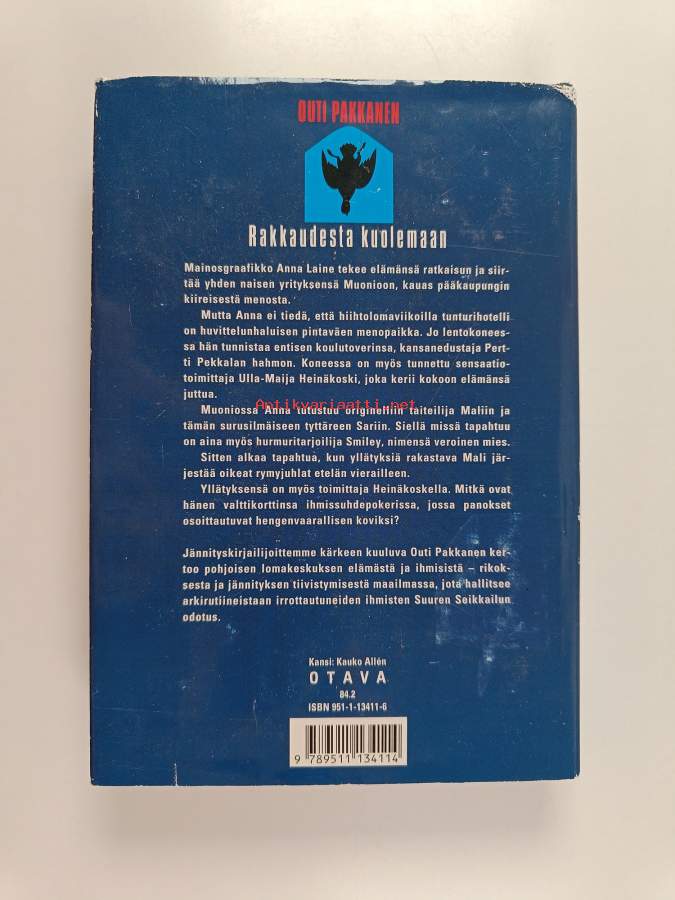 OUTI PAKKANEN
Rakkaudesta kuolemaan
Mainosgraafikko Anna Laine tekee elämänsä ratkaisun ja siir-
tää yhden naisen yrityksensä Muonioon, kauas pääkaupungin
kiireisestä menosta.
Mutta Anna ei tiedä, että hiihtolomaviikoilla tunturihotelli
on huvittelunhaluisen pintaväen menopaikka. Jo lentokonees-
sa hän tunnistaa entisen koulutoverinsa, kansanedustaja Pert-
ti Pekkalan hahmon. Koneessa on myös tunnettu sensaatio-
toimittaja Ulla-Maija Heinäkoski, joka kerii kokoon elämänsä
juttua.
Antikvariaatti.net
Muoniossa Anna tutustuu originelliin taiteilija Maliin ja
tämän surusilmäiseen tyttäreen Sariin. Siellä missä tapahtuu
on aina myös hurmuritarjoilija Smiley, nimensä veroinen mies.
Sitten alkaa tapahtua, kun yllätyksiä rakastava Mali jär-
jestää oikeat rymyjuhlat etelän vierailleen.
Yllätyksensä on myös toimittaja Heinäkoskella. Mitkä ovat
hänen valttikorttinsa ihmissuhdepokerissa, jossa panokset
osoittautuvat hengenvaarallisen koviksi?
Jännityskirjailijoittemme kärkeen kuuluva Outi Pakkanen ker-
too pohjoisen lomakeskuksen elämästä ja ihmisistä – rikok-
sesta ja jännityksen tiivistymisestä maailmassa, jota hallitsee
arkirutiineistaan irrottautuneiden ihmisten Suuren Seikkailun
odotus.
Kansi: Kauko Allén
OTAVA
84.2
ISBN 951-1-13411-6
9 789511 134114